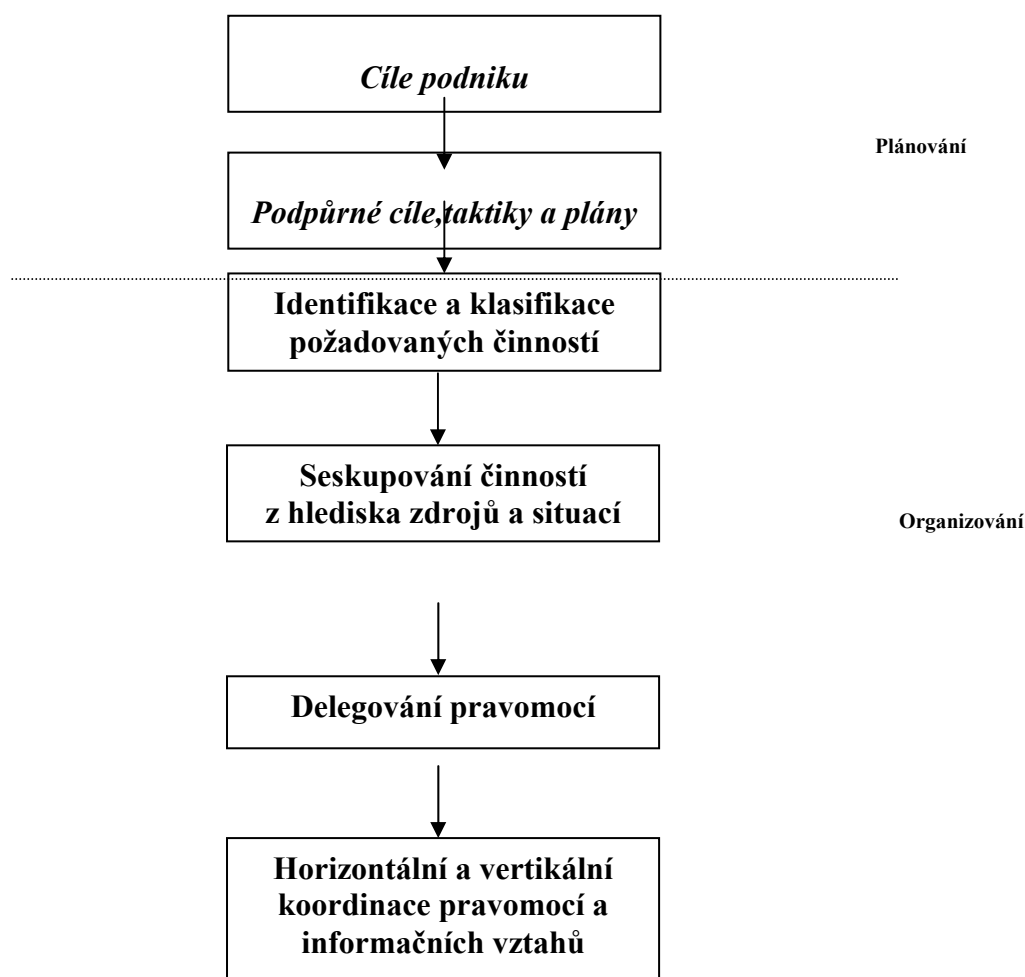 Cíle podniku
Plánování
Podpůrné cíle,taktiky a plány
Identifikace a klasifikace
požadovaných činností
Seskupování činností
z hlediska zdrojů a situací
Organizování
Delegování pravomocí
Horizontální a vertikální
koordinace pravomocí a
informačních vztahů